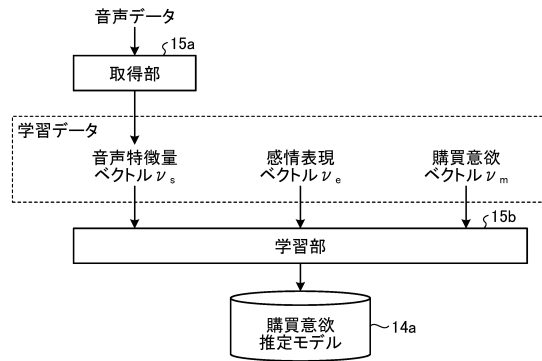 音声データ
15a
取得部
学習データ
音声特徴量
ベクトルνs
感情表現
ベクトルνe
購買意欲
ベクトルνm
15b
学習部
購買意欲
推定モデル
14a